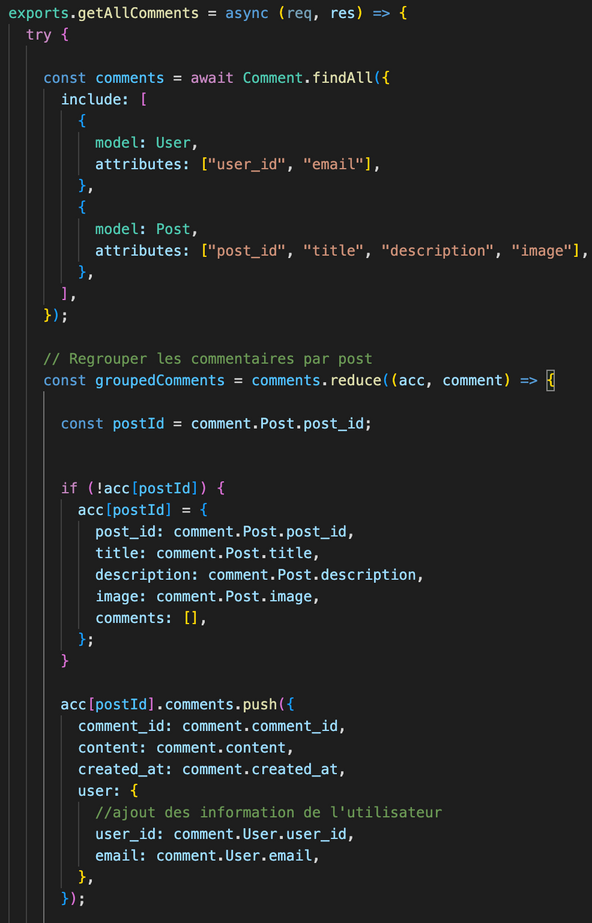 exports.getAllComments = async (req, res) => {
try {
const comments = await Comment.findAll({
include: [
{
model: User,
attributes: ["user_id", "email"],
},
{
model: Post,
attributes: ["post_id", "title", "description", "image"],
},
],
});
// Regrouper les commentaires par post
const groupedComments = comments.reduce((acc, comment) => {
const postId = comment.Post.post_id;
if (!acc[postId]) {
acc[postId] = {
post_id: comment.Post.post_id,
title: comment.Post.title,
description: comment.Post.description,
image: comment.Post.image,
comments: [],
};
}
acc[postId].comments.push({
comment_id: comment.comment_id,
content: comment.content,
created_at: comment.created_at,
user: {
//ajout des information de l'utilisateur
user_id: comment.User.user_id,
email: comment.User.email,
},
});